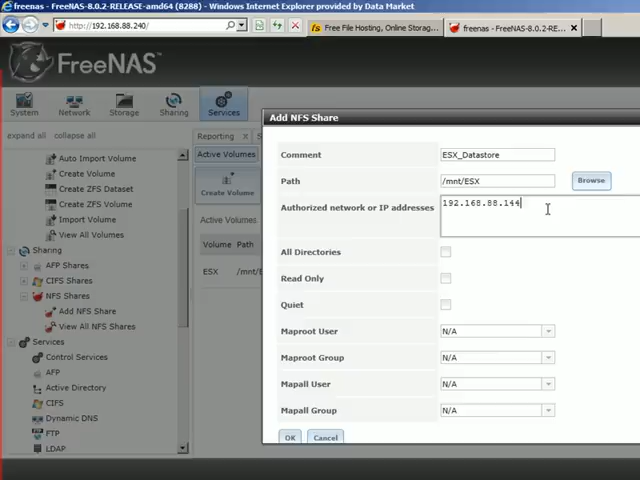 freenas - FreeNAS-8.0.2-RELEASE-amd64 (8288) - Windows Internet Explorer provided by Data Market
http://192.168.88.240/
Free File Hosting, Online Storag...
freenas - FreeNAS-8.0.2-RE...
FreeNAS™
System
Network
Storage
Sharing
Services
expand all
collapse all
Auto Import Volume
Create Volume
Create ZFS Dataset
Create ZFS Volume
Import Volume
View All Volumes
Sharing
AFP Shares
CIFS Shares
NFS Shares
Add NFS Share
View All NFS Shares
Services
Control Services
AFP
Active Directory
CIFS
Dynamic DNS
FTP
LDAP
Reporting
Active Volumes
Create Volume
Active Volumes
Volume
Path
ESX
/mnt/E
Add NFS Share
Comment
ESX_Datastore
Path
/mnt/ESX
Browse
Authorized network or IP addresses
192.168.88.144
All Directories
Read Only
Quiet
Maproot User
N/A
Maproot Group
N/A
Mapall User
N/A
Mapall Group
N/A
OK
Cancel